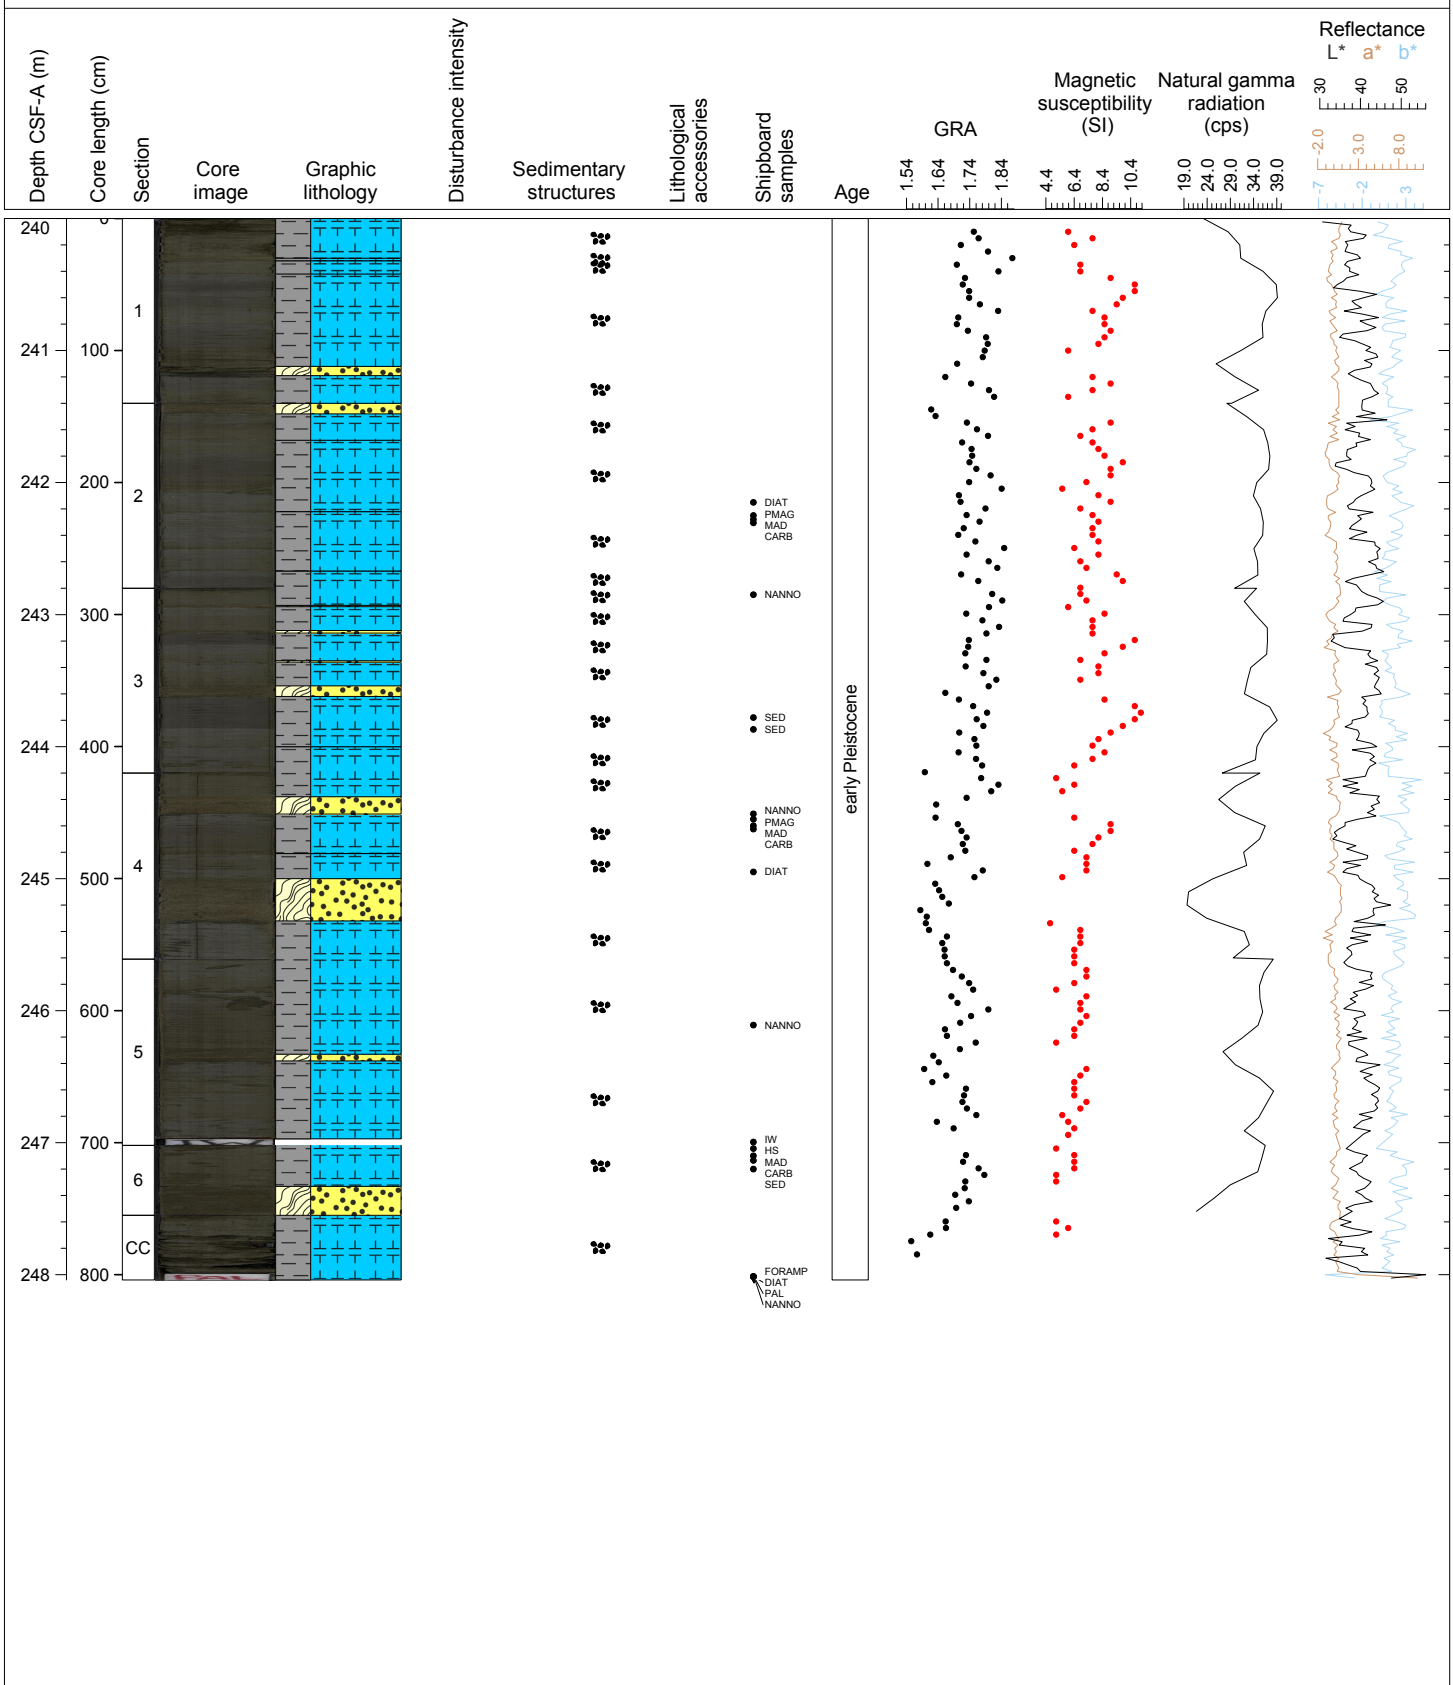 Depth CSF-A (m)
Core length (cm)
Section
Core
image
Graphic
lithology
Disturbance intensity
Sedimentary
structures
Lithological
accessories
Shipboard
samples
Age
GRA
1.54
1.64
1.74
1.84
Magnetic
susceptibility
(SI)
4.4
6.4
8.4
10.4
Natural gamma
radiation
(cps)
19.0
24.0
29.0
34.0
39.0
Reflectance
L* a* b*
30
40
50
-2.0
3.0
8.0
-7
-2
3
240
241
242
243
244
245
246
247
248
0
100
200
300
400
500
600
700
800
1
2
3
4
5
6
CC
DIAT
PMAG
MAD
CARB
NANNO
SED
SED
NANNO
PMAG
MAD
CARB
DIAT
NANNO
IW
HS
MAD
CARB
SED
FORAMP
DIAT
PAL
NANNO
early Pleistocene